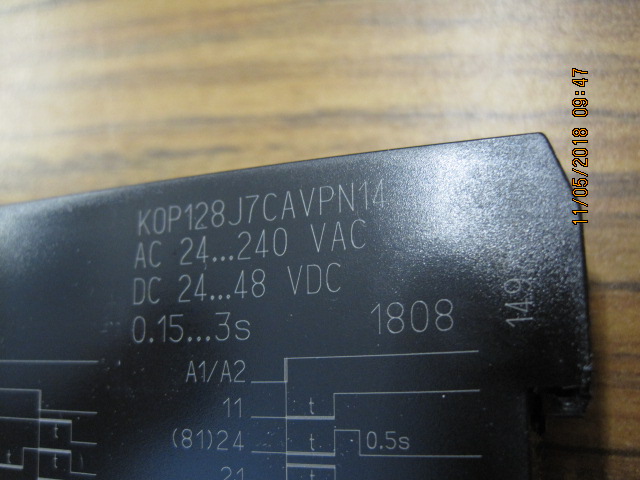 KOP128J7CAVPN14
AC 24...240 VAC
DC 24...48 VDC
0.15...3s
1808
149
A1/A2
11
t
(81)24
t
0.5s
t
t
t
21
t
11/05/2018 09:47